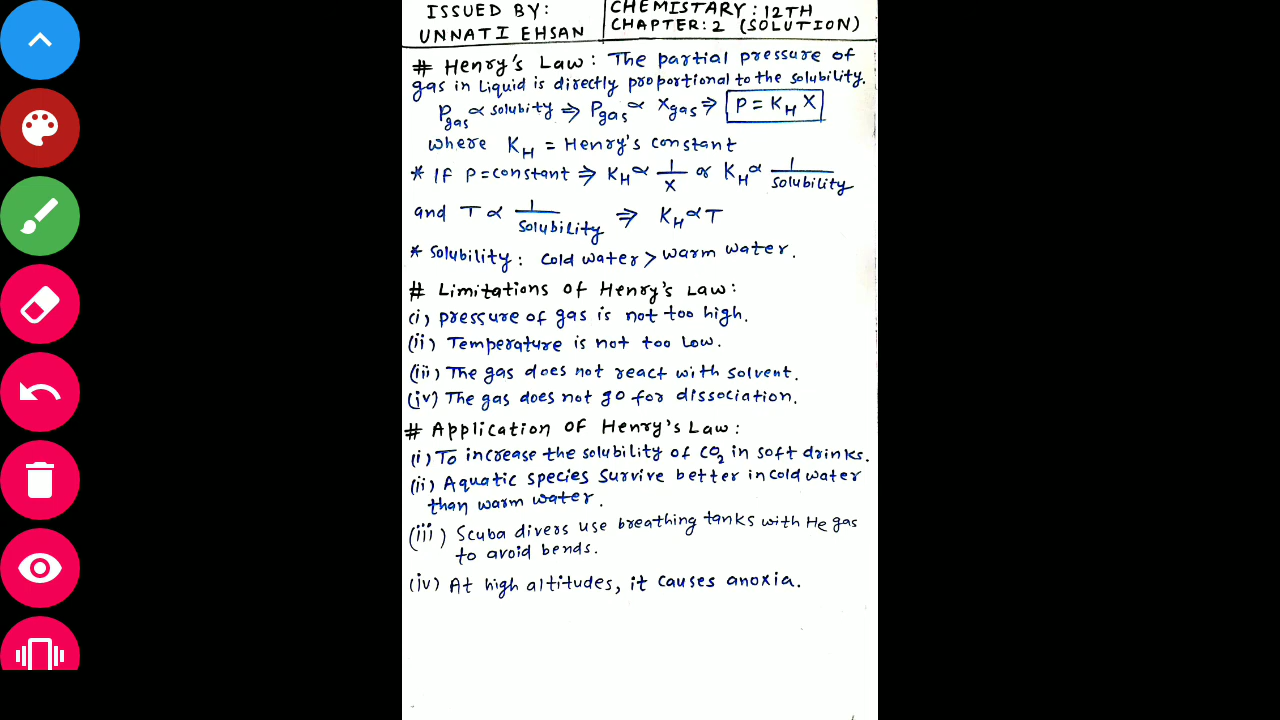 ISSUED BY:
UNNATI EHSAN
CHEMISTARY: 12TH
CHAPTER: 2 (SOLUTION)
# Henry's Law: The partial pressure of
gas in Liquid is directly proportional to the solubility.
Pgas ∝ solubity ⇒ Pgas ∝ Xgas ⇒ P = KH X
where KH = Henry's constant
* If P = constant ⇒ KH ∝ 1/X or KH ∝ 1/solubility
and T ∝ 1/solubility ⇒ KH ∝ T
* Solubility: cold water > warm water.
# Limitations of Henry's Law:
(i) pressure of gas is not too high.
(ii) Temperature is not too low.
(iii) The gas does not react with solvent.
(iv) The gas does not go for dissociation.
# Application of Henry's Law:
(i) To increase the solubility of CO2 in soft drinks.
(ii) Aquatic species survive better in cold water
than warm water.
(iii) Scuba divers use breathing tanks with He gas
to avoid bends.
(iv) At high altitudes, it causes anoxia.